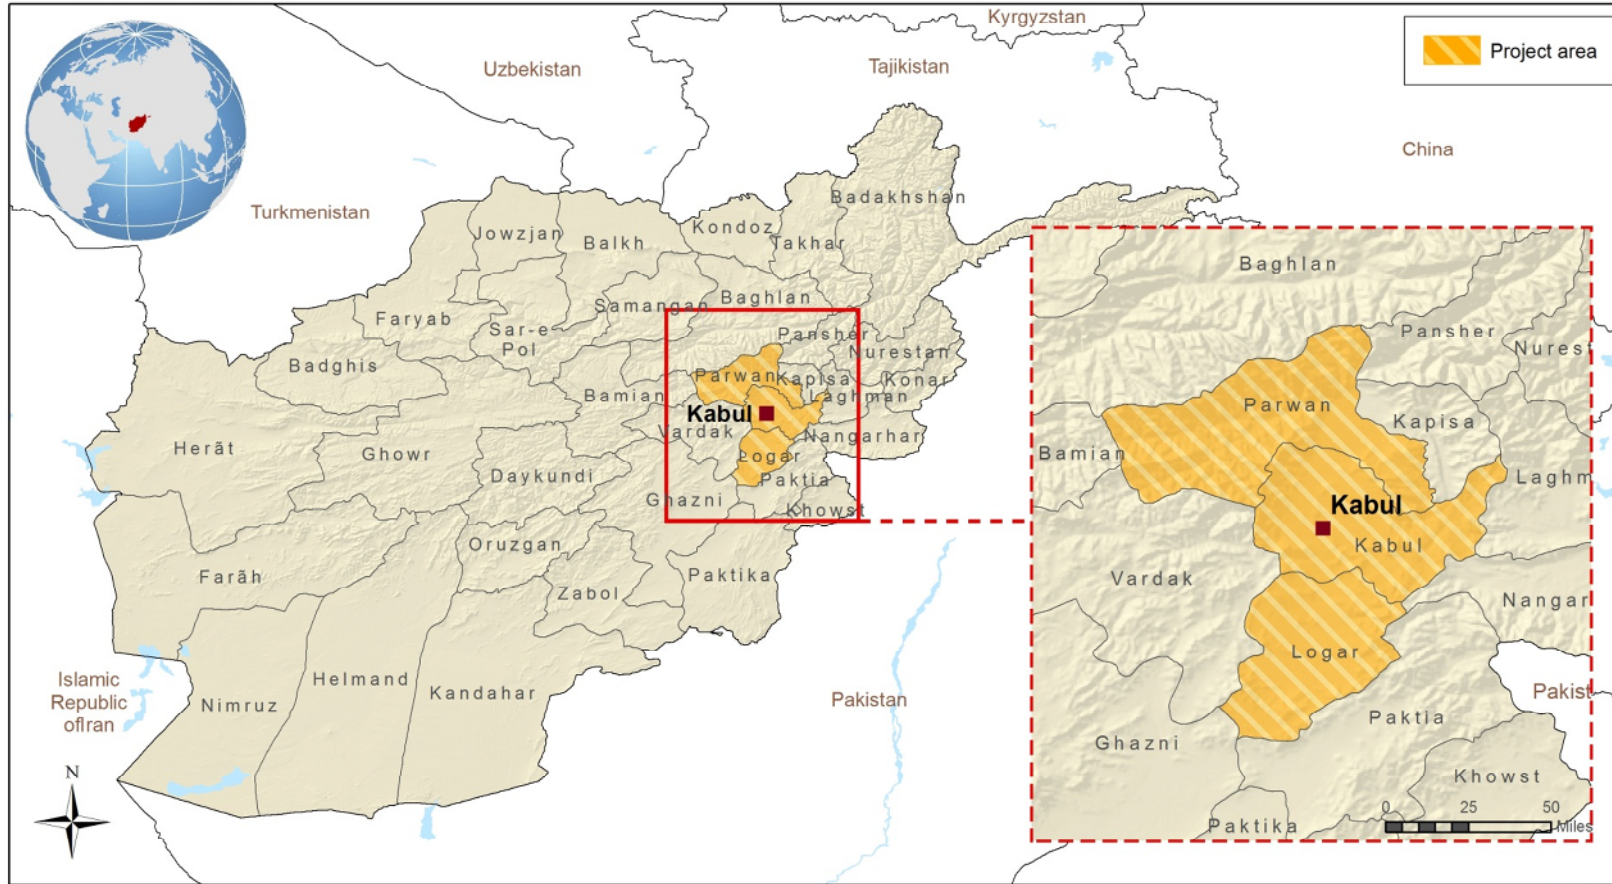 Kyrgyzstan
Project area
Uzbekistan
Tajikistan
China
Turkmenistan
Badakhshan
Jowzjan
Balkh
Kondoz
Takhar
Samangan
Baghlan
Faryab
Sar-e-
Pol
Pansher
Badghis
Nurestan
Parwan
Kapisa
Konar
Bamian
Laghman
Kabul
Vardak
Nangarhar
Herãt
Ghowr
Logar
Daykundi
Paktia
Ghazni
Khowst
Oruzgan
Farãh
Zabol
Paktika
Islamic
Republic
ofIran
Nimruz
Helmand
Kandahar
Pakistan
N
Baghlan
Pansher
Nurest
Parwan
Kapisa
Bamian
Laghm
Kabul
Kabul
Vardak
Nangar
Logar
Pakist
Paktia
Ghazni
Khowst
0 25 50
Miles
Paktika